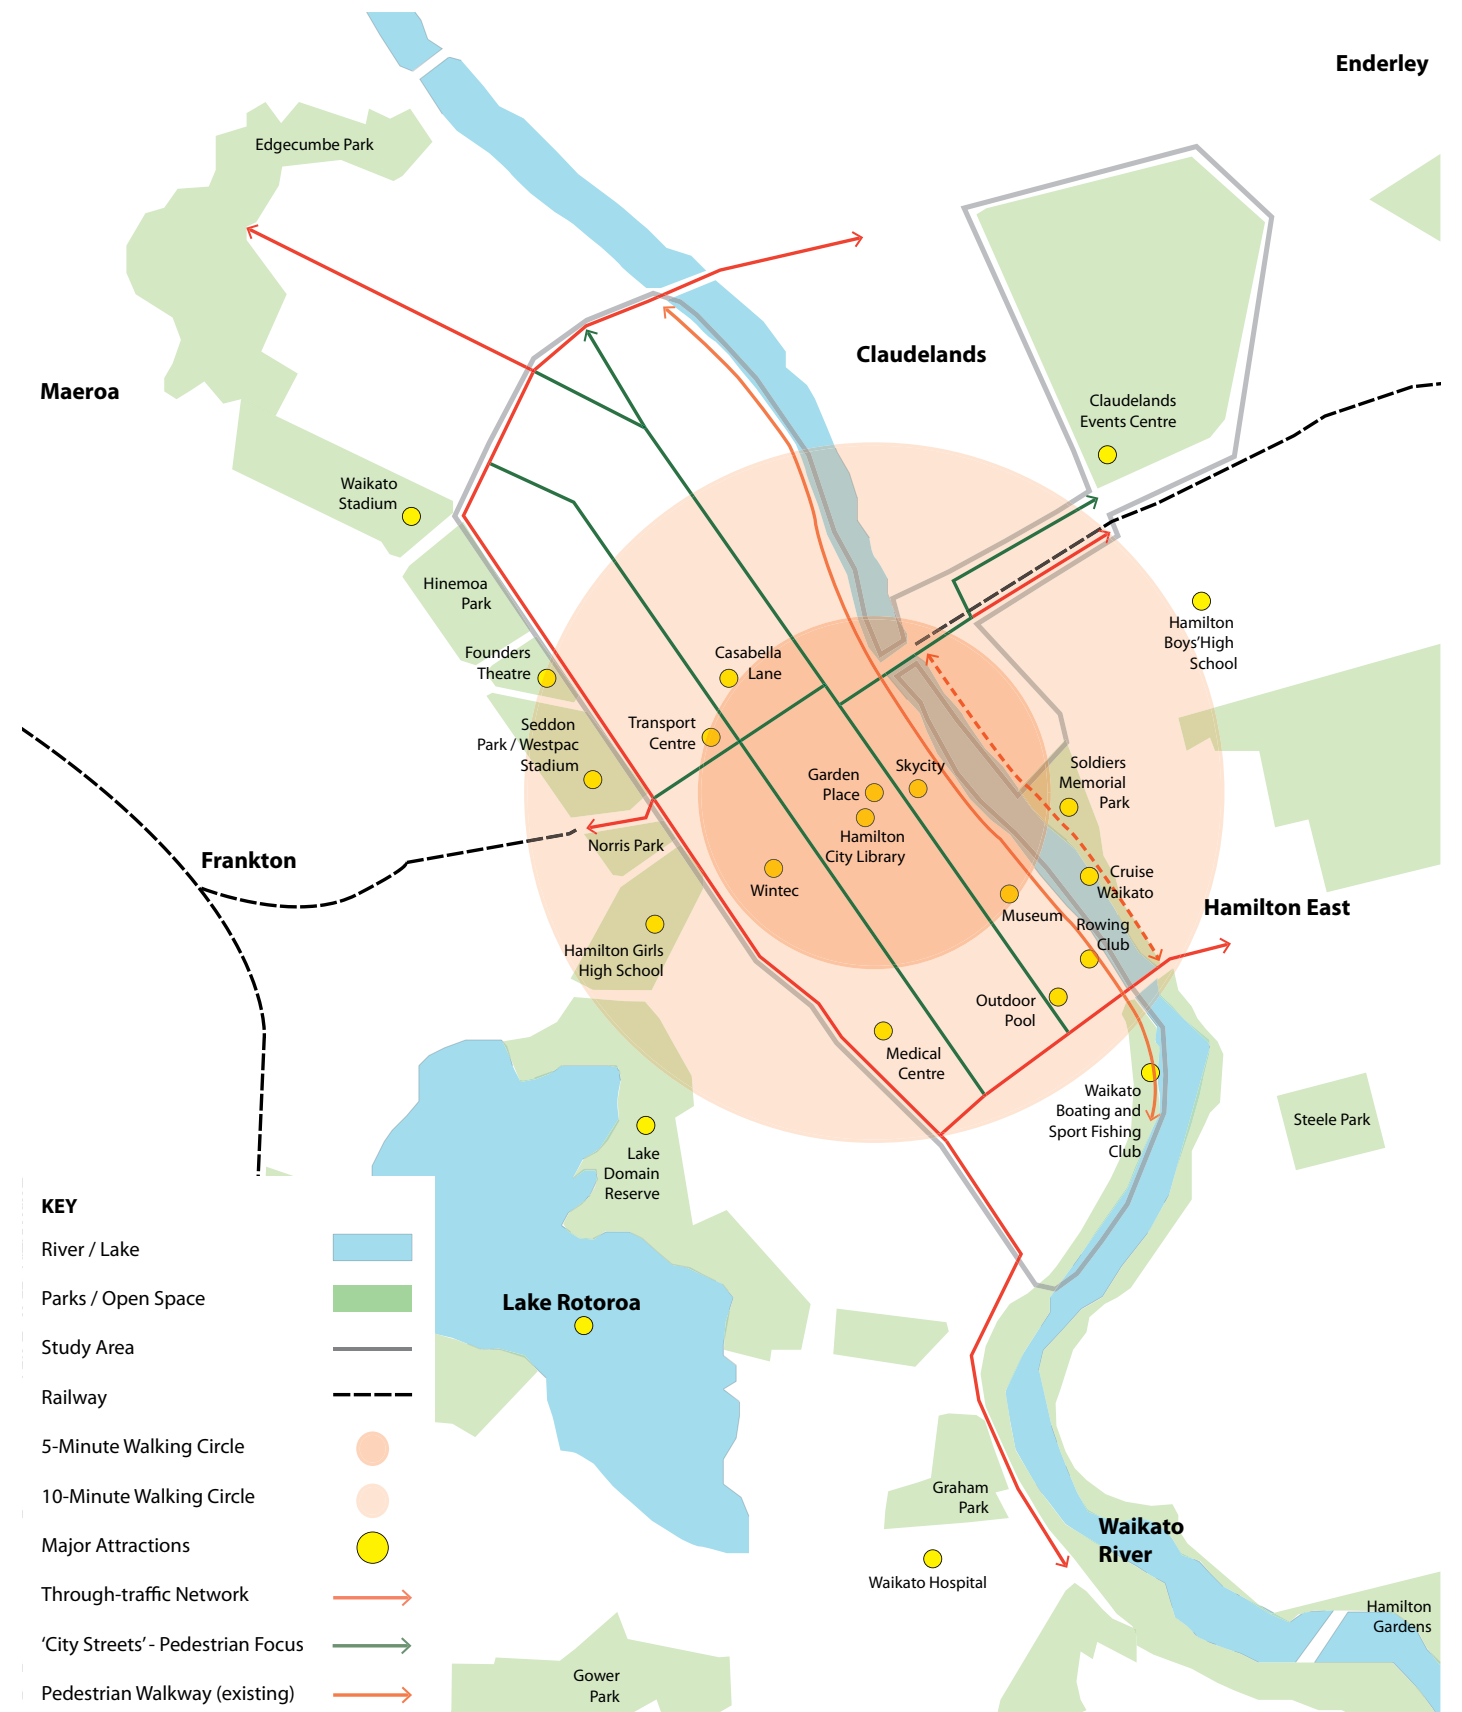 Enderley
Edgecumbe Park
Claudelands
Maeroa
Claudelands
Events Centre
Waikato
Stadium
Hinemoa
Park
Hamilton
Boys'High
School
Founders
Theatre
Casabella
Lane
Seddon
Park / Westpac
Stadium
Transport
Centre
Garden
Place
Skycity
Soldiers
Memorial
Park
Hamilton
City Library
Norris Park
Frankton
Wintec
Cruise
Waikato
Museum
Rowing
Club
Hamilton East
Hamilton Girls
High School
Outdoor
Pool
Medical
Centre
Waikato
Boating and
Sport Fishing
Club
Steele Park
Lake
Domain
Reserve
Lake Rotoroa
Graham
Park
Waikato
River
Waikato Hospital
Hamilton
Gardens
Gower
Park
KEY
River / Lake
Parks / Open Space
Study Area
Railway
5-Minute Walking Circle
10-Minute Walking Circle
Major Attractions
Through-traffic Network
‘City Streets’ - Pedestrian Focus
Pedestrian Walkway (existing)